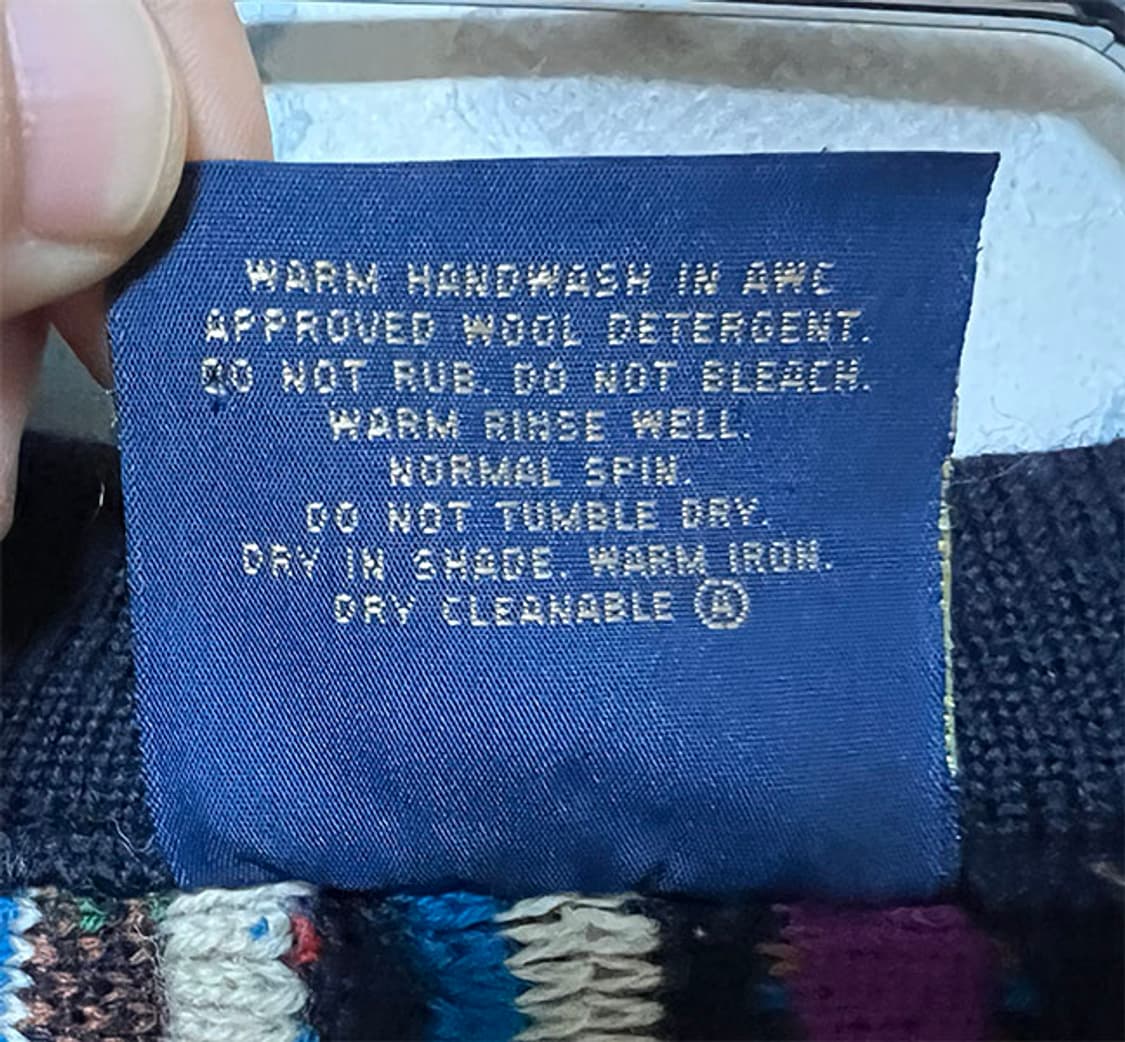 WARM HANDWASH IN AWC
APPROVED WOOL DETERGENT.
DO NOT RUB. DO NOT BLEACH.
WARM RINSE WELL.
NORMAL SPIN.
DO NOT TUMBLE DRY.
DRY IN SHADE. WARM IRON.
DRY CLEANABLE Ⓐ